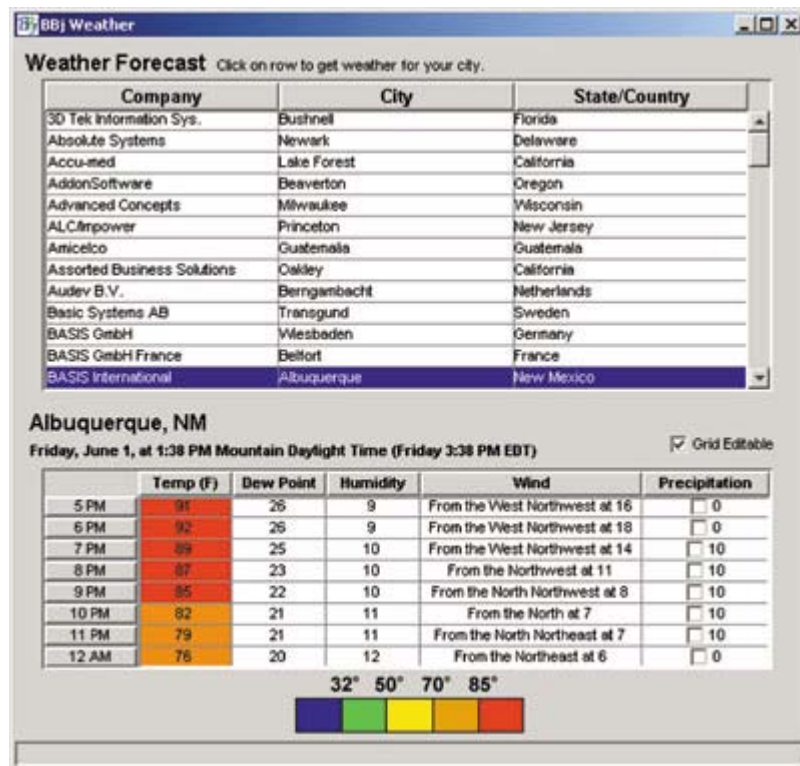 BBj Weather
Weather Forecast Click on row to get weather for your city.
Company City State/Country
3D Tek Information Sys. Bushnell Florida
Absolute Systems Newark Delaware
Accu-med Lake Forest California
AddonSoftware Beaverton Oregon
Advanced Concepts Milwaukee Wisconsin
ALC/Impower Princeton New Jersey
Amicelco Guatemala Guatemala
Assorted Business Solutions Oakley California
Audev B.V. Berngambacht Netherlands
Basic Systems AB Transgund Sweden
BASIS GmbH Wiesbaden Germany
BASIS GmbH France Belfort France
BASIS International Albuquerque New Mexico
Albuquerque, NM
Friday, June 1, at 1:38 PM Mountain Daylight Time (Friday 3:38 PM EDT) Grid Editable
Temp (F) Dew Point Humidity Wind Precipitation
5 PM 91 26 9 From the West Northwest at 16 0
6 PM 92 26 9 From the West Northwest at 18 0
7 PM 89 25 10 From the West Northwest at 14 10
8 PM 87 23 10 From the Northwest at 11 10
9 PM 85 22 10 From the North Northwest at 8 10
10 PM 82 21 11 From the North at 7 10
11 PM 79 21 11 From the North Northeast at 7 10
12 AM 76 20 12 From the Northeast at 6 0
32° 50° 70° 85°